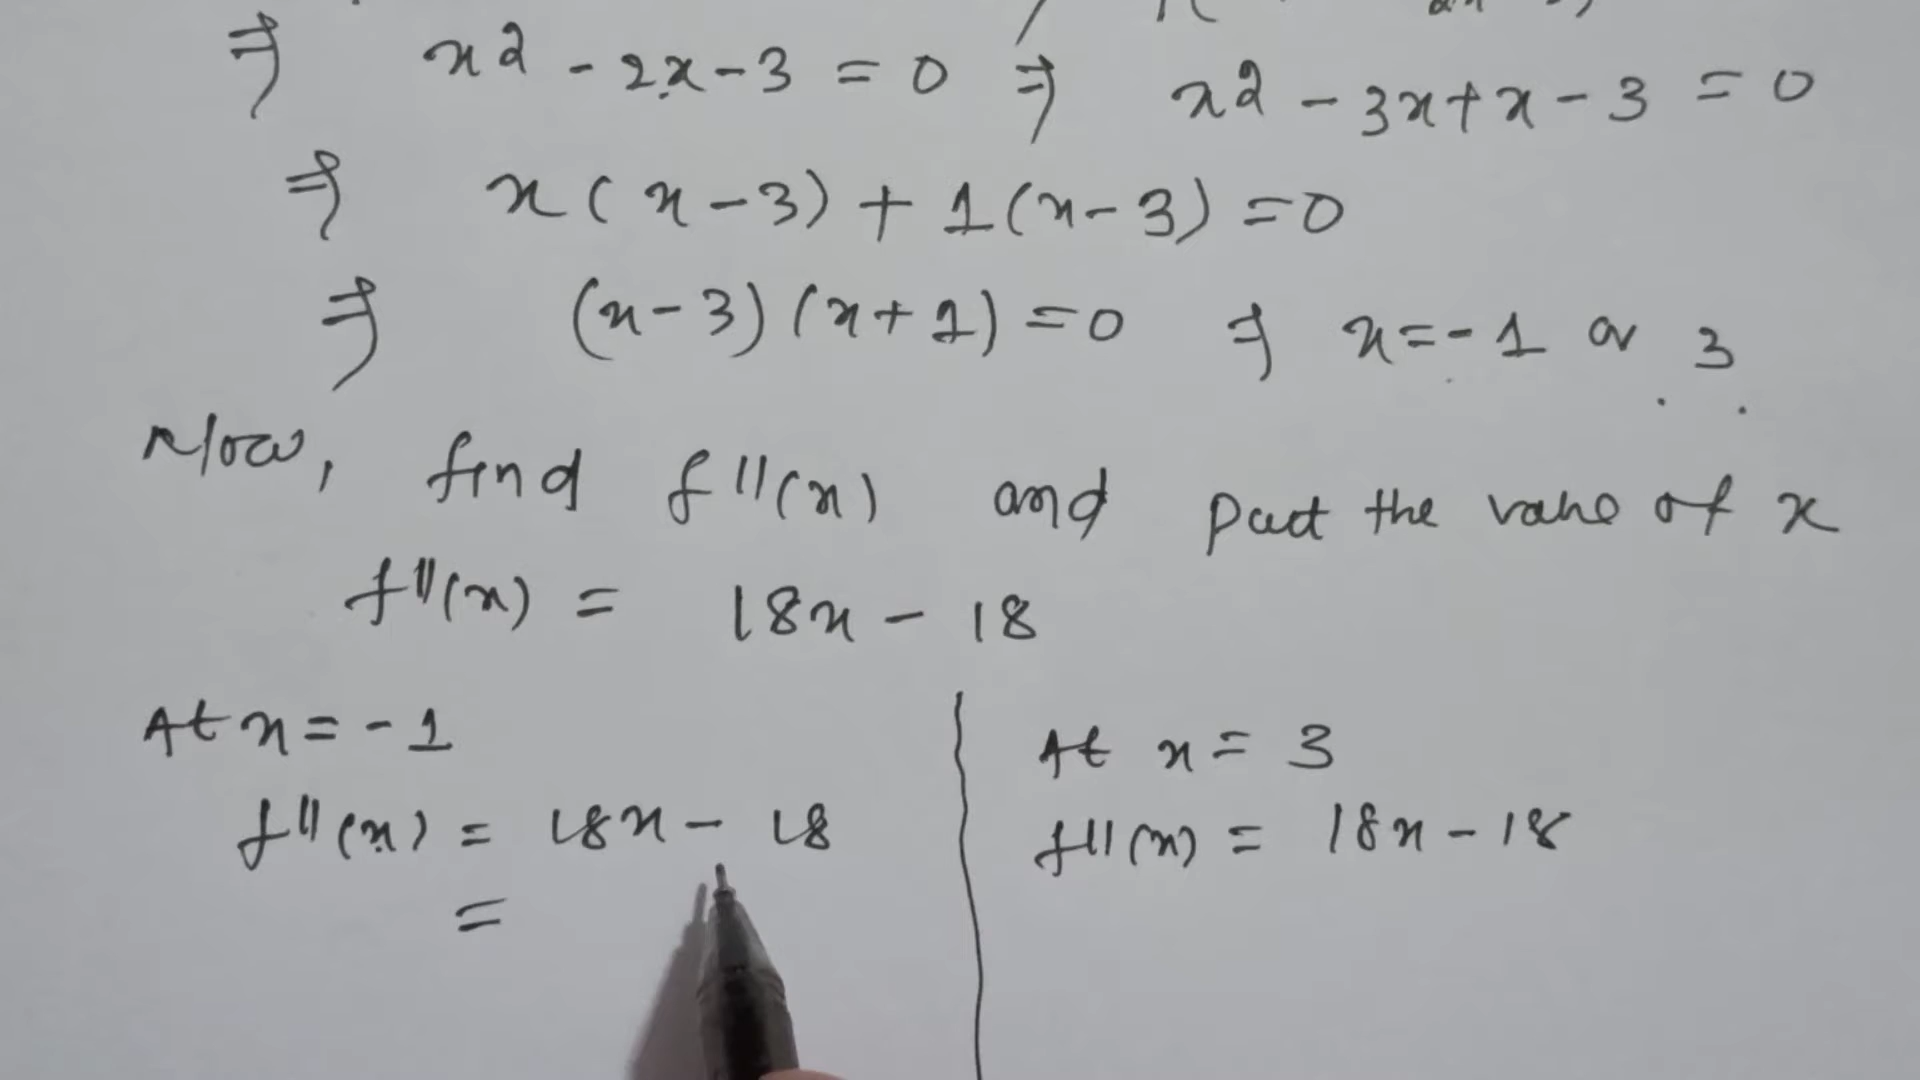 ⇒ x2 - 2x - 3 = 0 ⇒ x2 - 3x + x - 3 = 0
⇒ x(x - 3) + 1(x - 3) = 0
⇒ (x - 3)(x + 1) = 0 ⇒ x = -1 or 3
Now, find f"(x) and put the value of x
f"(x) = 18x - 18
At x = -1
f"(x) = 18x - 18
=
At x = 3
f"(x) = 18x - 18